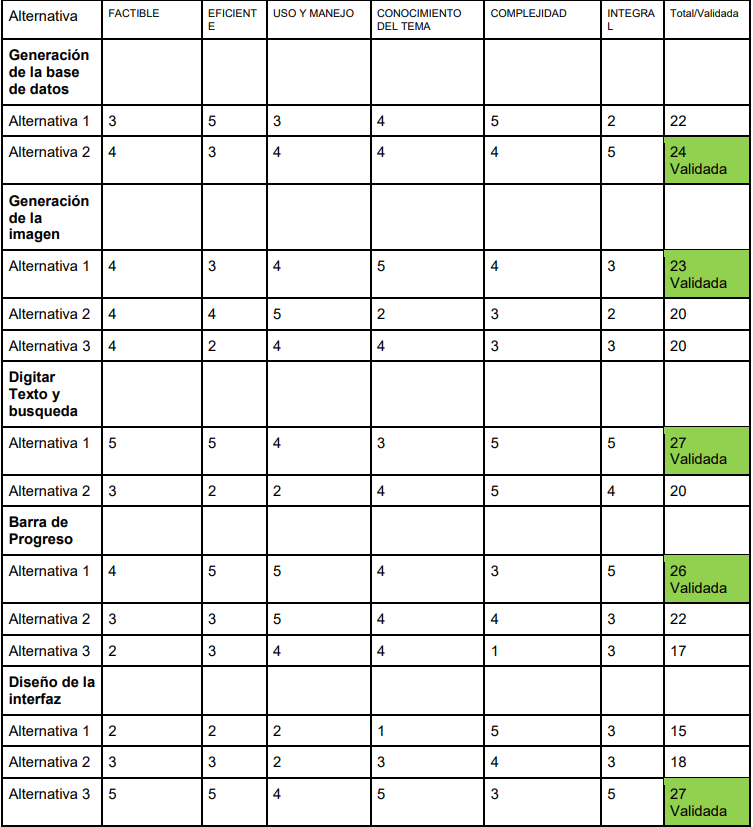 Alternativa FACTIBLE EFICIENT E USO Y MANEJO CONOCIMIENTO DEL TEMA COMPLEJIDAD INTEGRA L Total/Validada
Generación
de la base
de datos
Alternativa 1 3 5 3 4 5 2 22
Alternativa 2 4 3 4 4 4 5 24
Validada
Generación
de la
imagen
Alternativa 1 4 3 4 5 4 3 23
Validada
Alternativa 2 4 4 5 2 3 2 20
Alternativa 3 4 2 4 4 3 3 20
Digitar
Texto y
busqueda
Alternativa 1 5 5 4 3 5 5 27
Validada
Alternativa 2 3 2 2 4 5 4 20
Barra de
Progreso
Alternativa 1 4 5 5 4 3 5 26
Validada
Alternativa 2 3 3 5 4 4 3 22
Alternativa 3 2 3 4 4 1 3 17
Diseño de la
interfaz
Alternativa 1 2 2 2 1 5 3 15
Alternativa 2 3 3 2 3 4 3 18
Alternativa 3 5 5 4 5 3 5 27
Validada